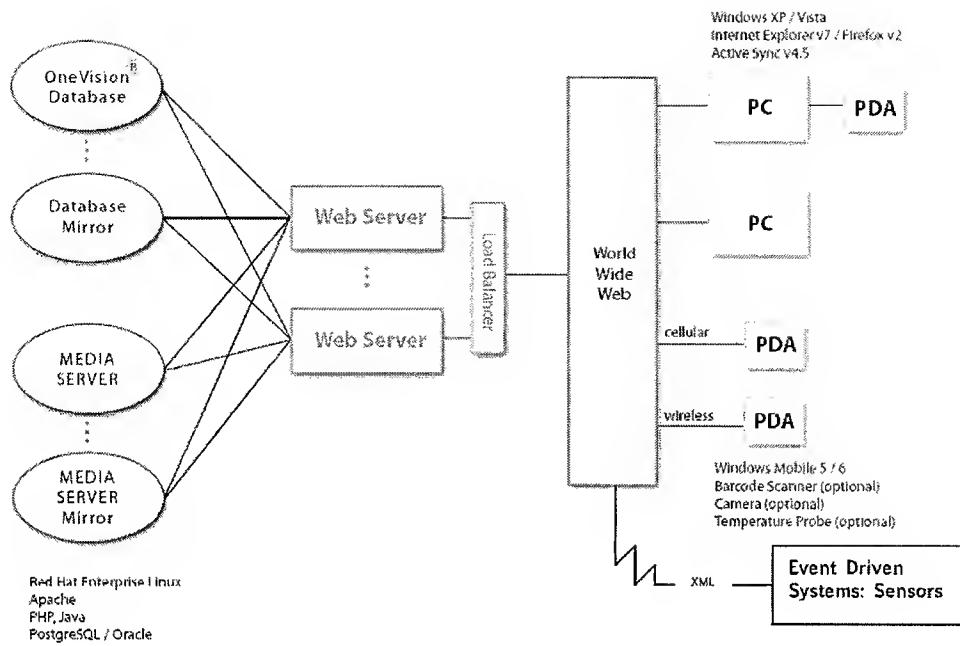 OneVision®
Database
Database
Mirror
MEDIA
SERVER
MEDIA
SERVER
Mirror
Red Hat Enterprise Linux
Apache
PHP, Java
PostgreSQL / Oracle
Web Server
Web Server
Load Balancer
World
Wide
Web
Windows XP / Vista
Internet Explorer v7 / Firefox v2
Active Sync v4.5
PC
PDA
PC
cellular
PDA
wireless
PDA
Windows Mobile 5 / 6
Barcode Scanner (optional)
Camera (optional)
Temperature Probe (optional)
XML
Event Driven
Systems: Sensors